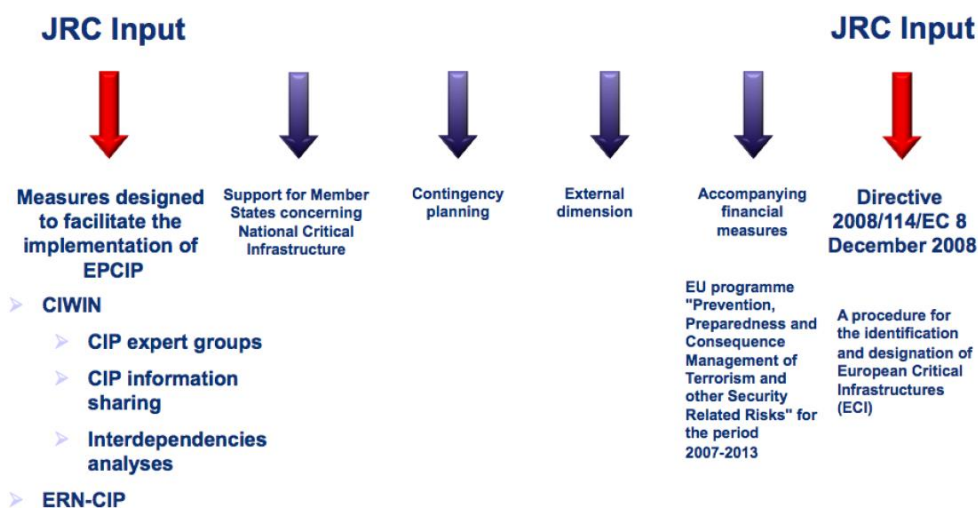 JRC Input
JRC Input
Measures designed
to facilitate the
implementation of
EPCIP
Support for Member
States concerning
National Critical
Infrastructure
Contingency
planning
External
dimension
Accompanying
financial
measures
Directive
2008/114/EC 8
December 2008
CIWIN
CIP expert groups
CIP information
sharing
Interdependencies
analyses
ERN-CIP
EU programme
"Prevention,
Preparedness and
Consequence
Management of
Terrorism and
other Security
Related Risks" for
the period
2007-2013
A procedure for
the identification
and designation of
European Critical
Infrastructures
(ECI)